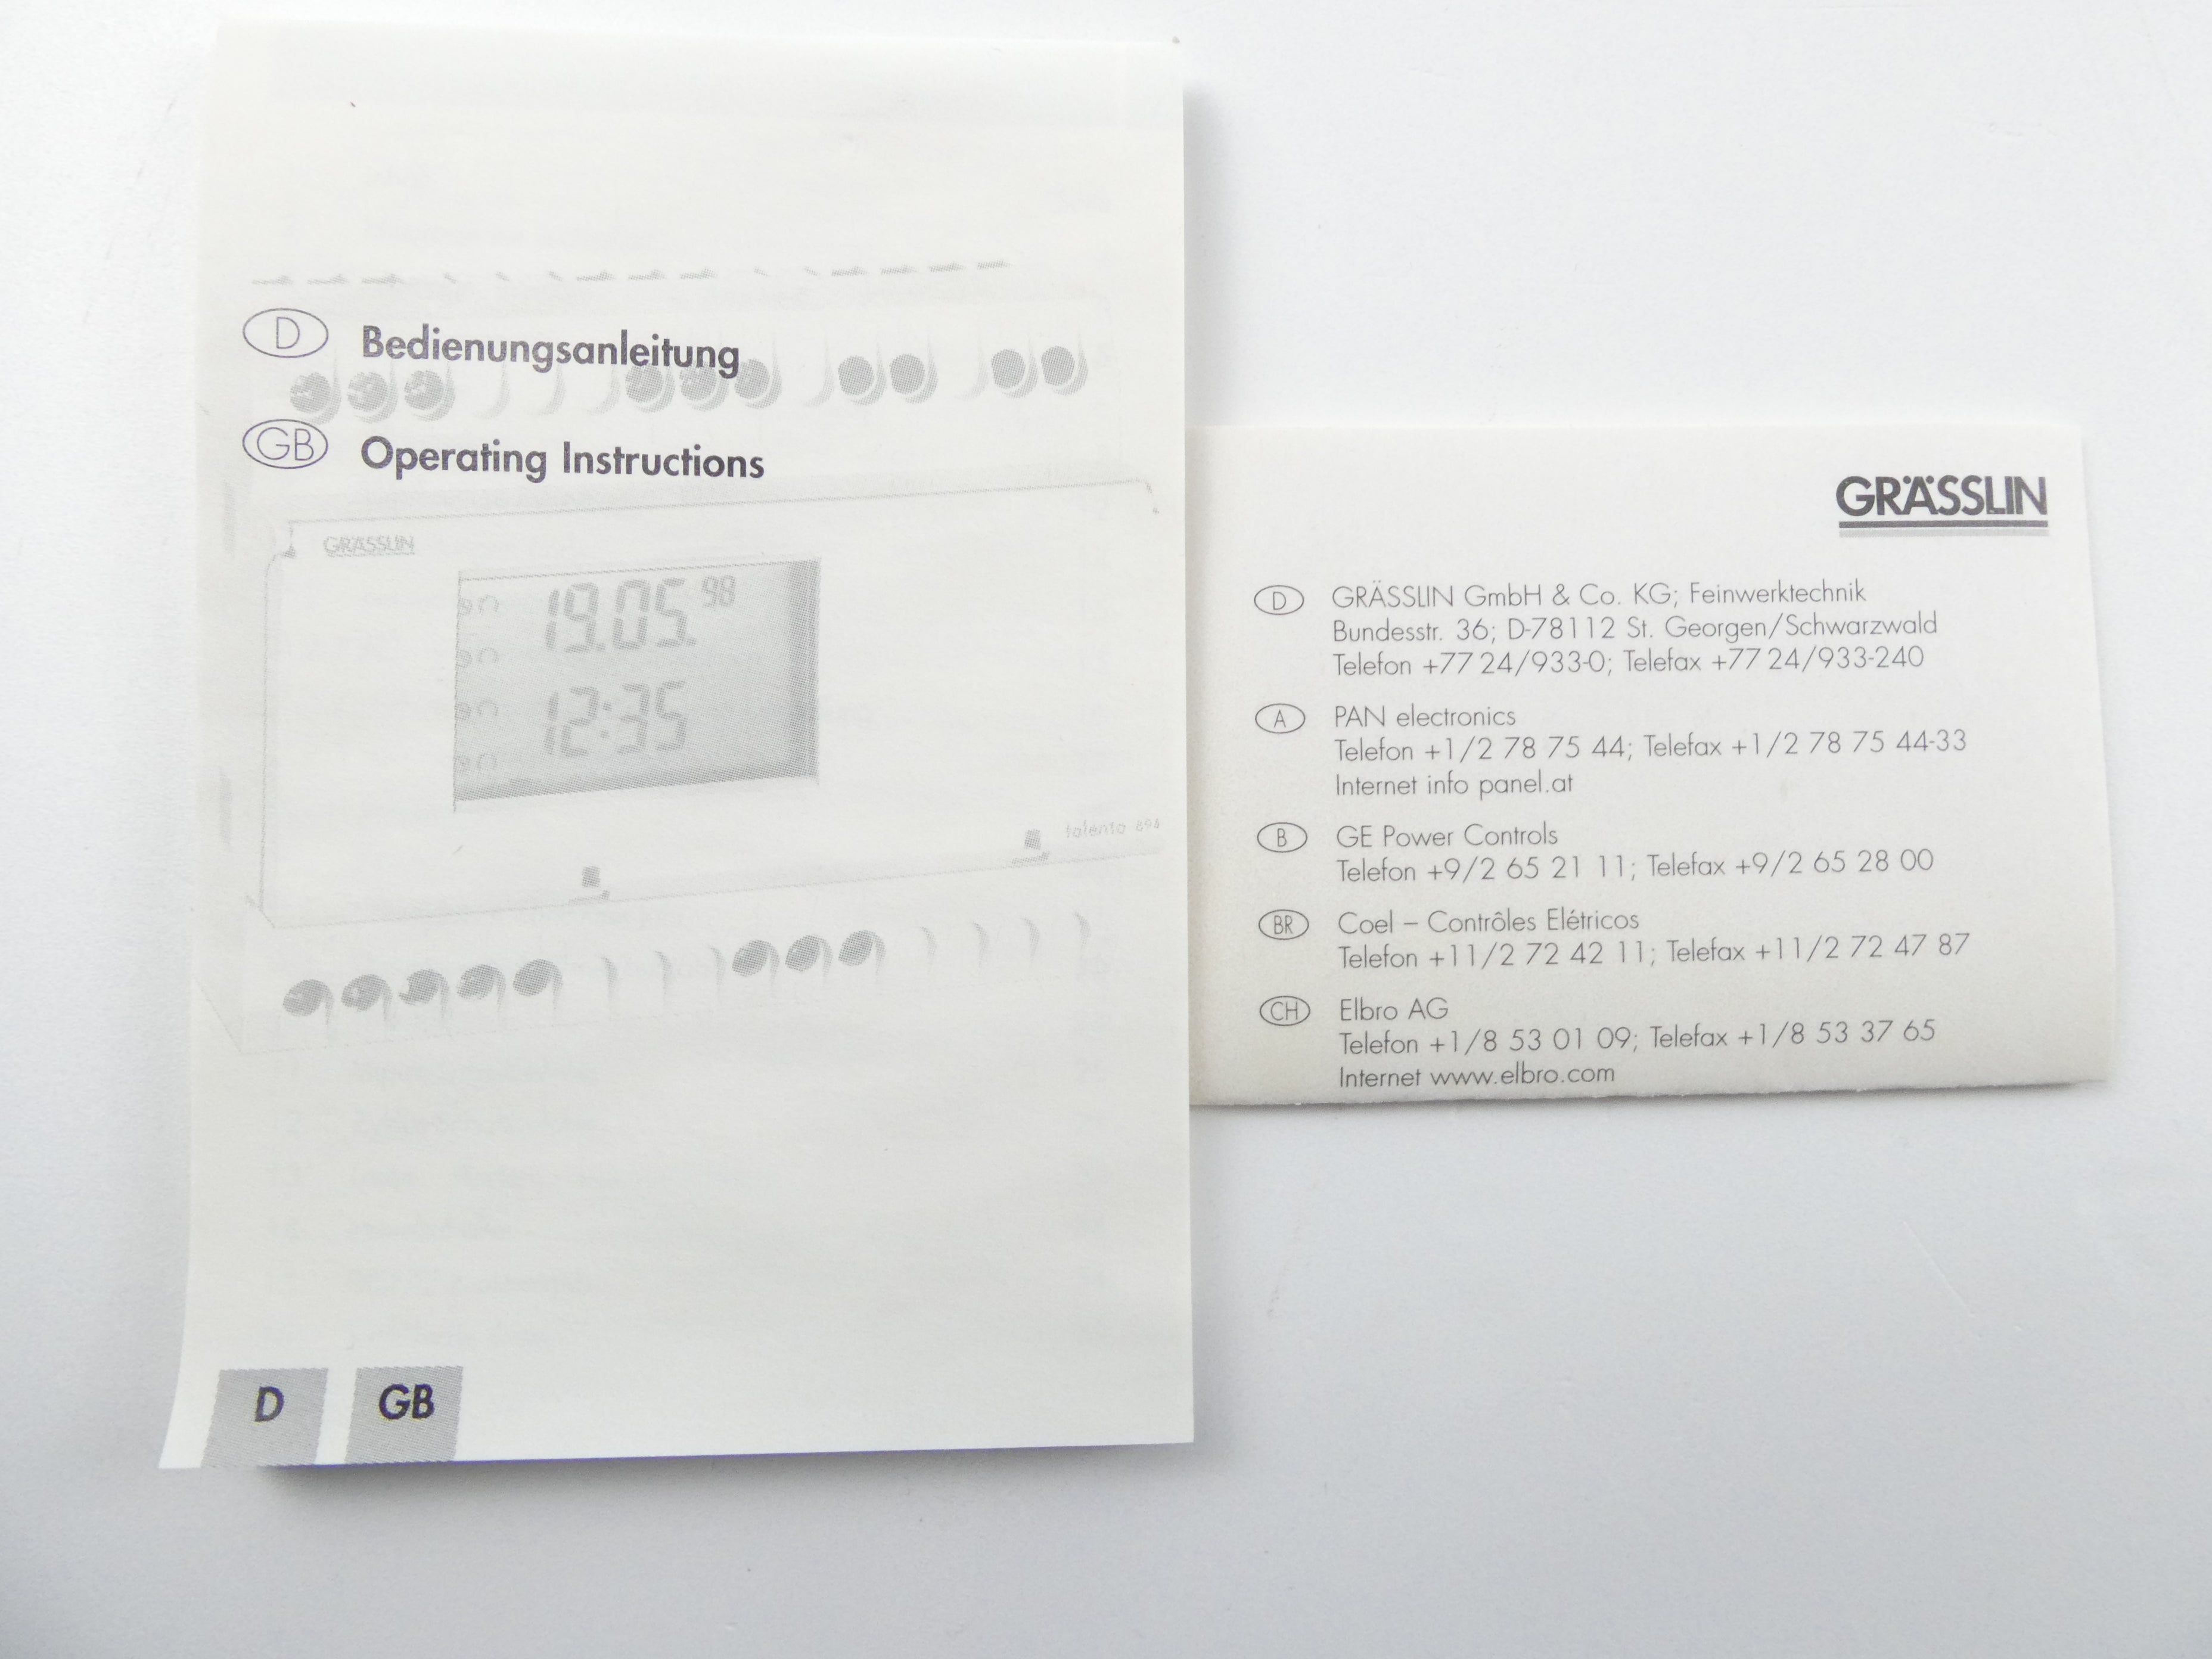 D Bedienungsanleitung
GB Operating Instructions
GRÄSSLIN
19.05. 98
12:35
talento
D GB
GRÄSSLIN
D GRÄSSLIN GmbH & Co. KG; Feinwerktechnik
Bundesstr. 36; D-78112 St. Georgen/Schwarzwald
Telefon +77 24/933-0; Telefax +77 24/933-240
A PAN electronics
Telefon +1/2 78 75 44; Telefax +1/2 78 75 44-33
Internet info panel.at
B GE Power Controls
Telefon +9/2 65 21 11; Telefax +9/2 65 28 00
BR Coel – Contrôles Elétricos
Telefon +11/2 72 42 11; Telefax +11/2 72 47 87
CH Elbro AG
Telefon +1/8 53 01 09; Telefax +1/8 53 37 65
Internet www.elbro.com